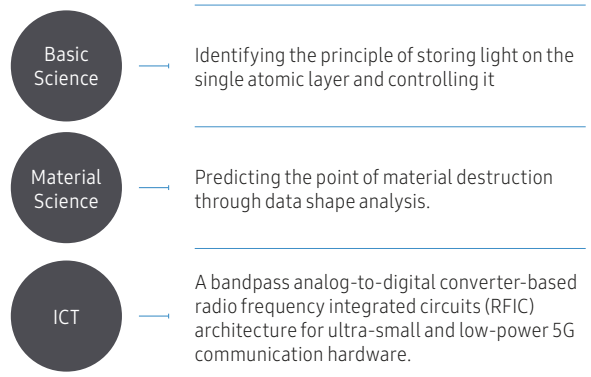 Basic
Science
Identifying the principle of storing light on the
single atomic layer and controlling it
Material
Science
Predicting the point of material destruction
through data shape analysis.
ICT
A bandpass analog-to-digital converter-based
radio frequency integrated circuits (RFIC)
architecture for ultra-small and low-power 5G
communication hardware.